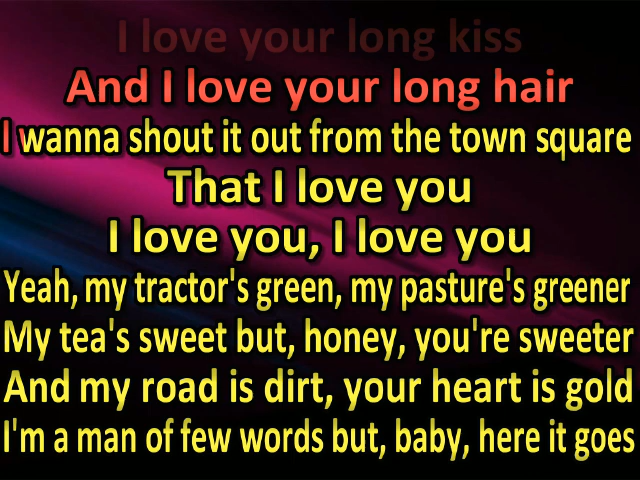 I love your long kiss
And I love your long hair
I wanna shout it out from the town square
That I love you
I love you, I love you
Yeah, my tractor's green, my pasture's greener
My tea's sweet but, honey, you're sweeter
And my road is dirt, your heart is gold
I'm a man of few words but, baby, here it goes